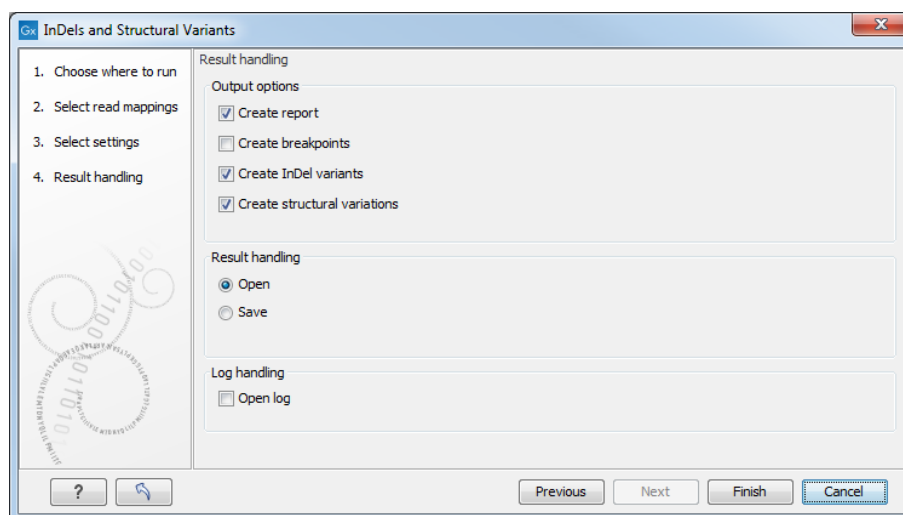 Gx InDels and Structural Variants
Result handling
1. Choose where to run
2. Select read mappings
3. Select settings
4. Result handling
Output options
Create report
Create breakpoints
Create InDel variants
Create structural variations
Result handling
Open
Save
Log handling
Open log
?
Previous
Next
Finish
Cancel